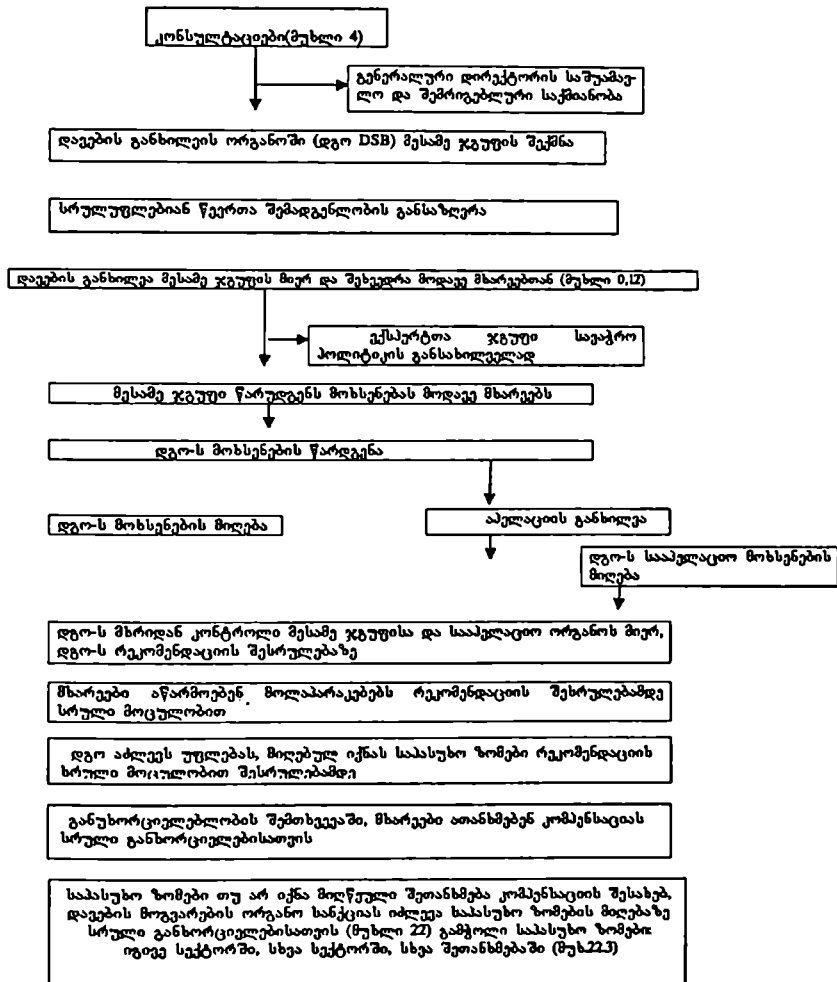 კონსულტაციები(მუხლი 4)
გენერალური დირექტორის საშუამავ-
ლო და შემრიგებლური საქმიანობა
დავების განხილვის ორგანოში (დგო DSB) მესამე ჯგუფის შექმნა
სრულუფლებიან წევრთა შემადგენლობის განსაზღვრა
დავების განხილვა მესამე ჯგუფის მიერ და შეხვედრა მოდავე მხარეებთან (მუხლი 0,12)
ექსპერტთა ჯგუფი სავაჭრო
პოლიტიკის განსახილველად
მესამე ჯგუფი წარუდგენს მოხსენებას მოდავე მხარეებს
დგო-ს მოხსენების წარდგენა
დგო-ს მოხსენების მიღება
აპელაციის განხილვა
დგო-ს სააპელაციო მოხსენების
მიღება
დგო-ს მხრიდან კონტროლი მესამე ჯგუფისა და სააპელაციო ორგანოს მიერ,
დგო-ს რეკომენდაციის შესრულებაზე
მხარეები აწარმოებენ მოლაპარაკებებს რეკომენდაციის შესრულებამდე
სრული მოცულობით
დგო აძლევს უფლებას, მიღებულ იქნას საპასუხო ზომები რეკომენდაციის
სრული მოცულობით შესრულებამდე
განუხორციელებლობის შემთხვევაში, მხარეები ათანხმებენ კომპენსაციას
სრული განხორციელებისათვის
საპასუხო ზომები თუ არ იქნა მიღწეული შეთანხმება კომპენსაციის შესახებ,
დავების მოგვარების ორგანო სანქციას იძლევა საპასუხო ზომების მიღებაზე
სრული განხორციელებისათვის (მუხლი 22) გამჭოლი საპასუხო ზომები:
იგივე სექტორში, სხვა სექტორში, სხვა შეთანხმებაში (მუხ.22.3)